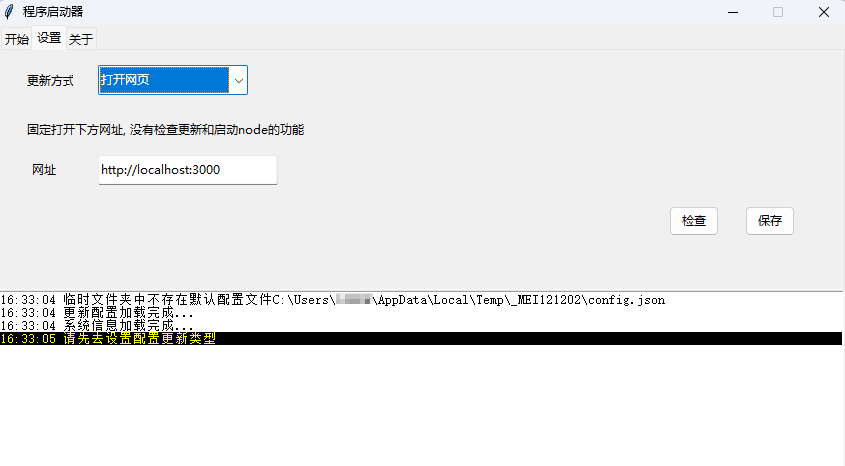 程序启动器
开始 设置 关于
更新方式 打开网页
固定打开下方网址, 没有检查更新和启动node的功能
网址 http://localhost:3000
检查 保存
16:33:04 临时文件夹中不存在默认配置文件C:\Users\ \AppData\Local\Temp\_MEI121202\config.json
16:33:04 更新配置加载完成...
16:33:04 系统信息加载完成...
16:33:05 请先去设置配置更新类型